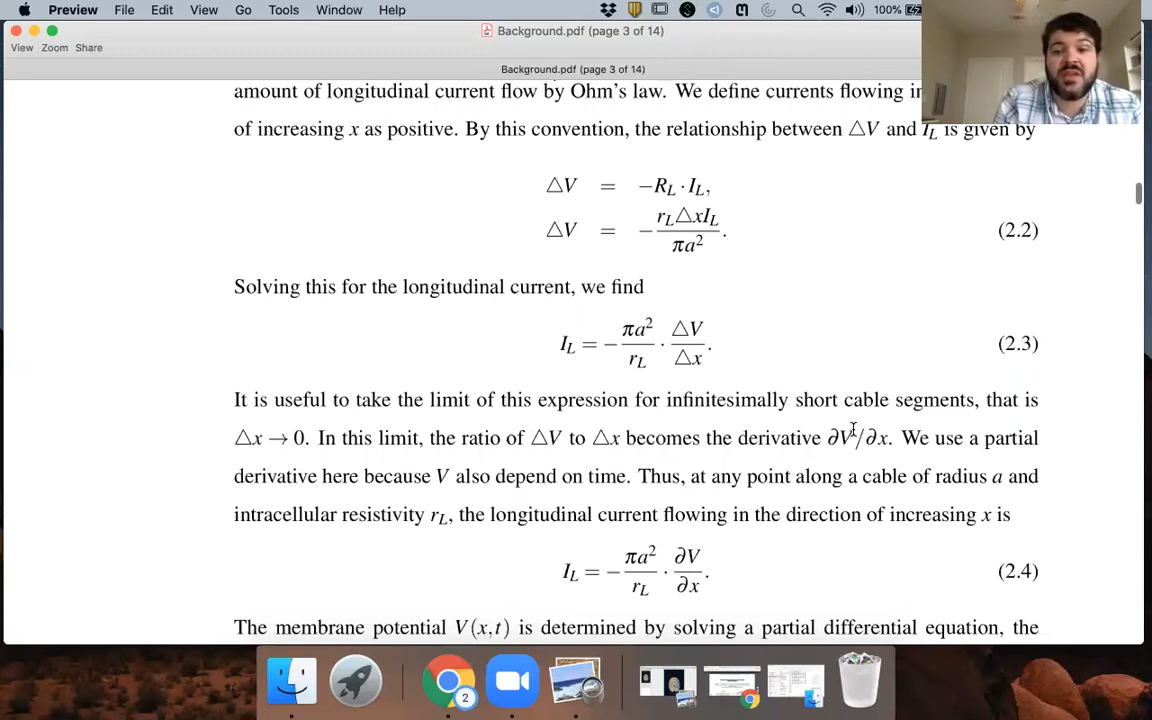 Preview File Edit View Go Tools Window Help 100%
Background.pdf (page 3 of 14)
View Zoom Share
Background.pdf (page 3 of 14)
amount of longitudinal current flow by Ohm's law. We define currents flowing in
of increasing x as positive. By this convention, the relationship between △V and I_L is given by
△V = −R_L · I_L,
△V = − r_L△xI_L / πa². (2.2)
Solving this for the longitudinal current, we find
I_L = − πa² / r_L · △V / △x. (2.3)
It is useful to take the limit of this expression for infinitesimally short cable segments, that is
△x → 0. In this limit, the ratio of △V to △x becomes the derivative ∂V/∂x. We use a partial
derivative here because V also depend on time. Thus, at any point along a cable of radius a and
intracellular resistivity r_L, the longitudinal current flowing in the direction of increasing x is
I_L = − πa² / r_L · ∂V / ∂x. (2.4)
The membrane potential V(x,t) is determined by solving a partial differential equation, the
2